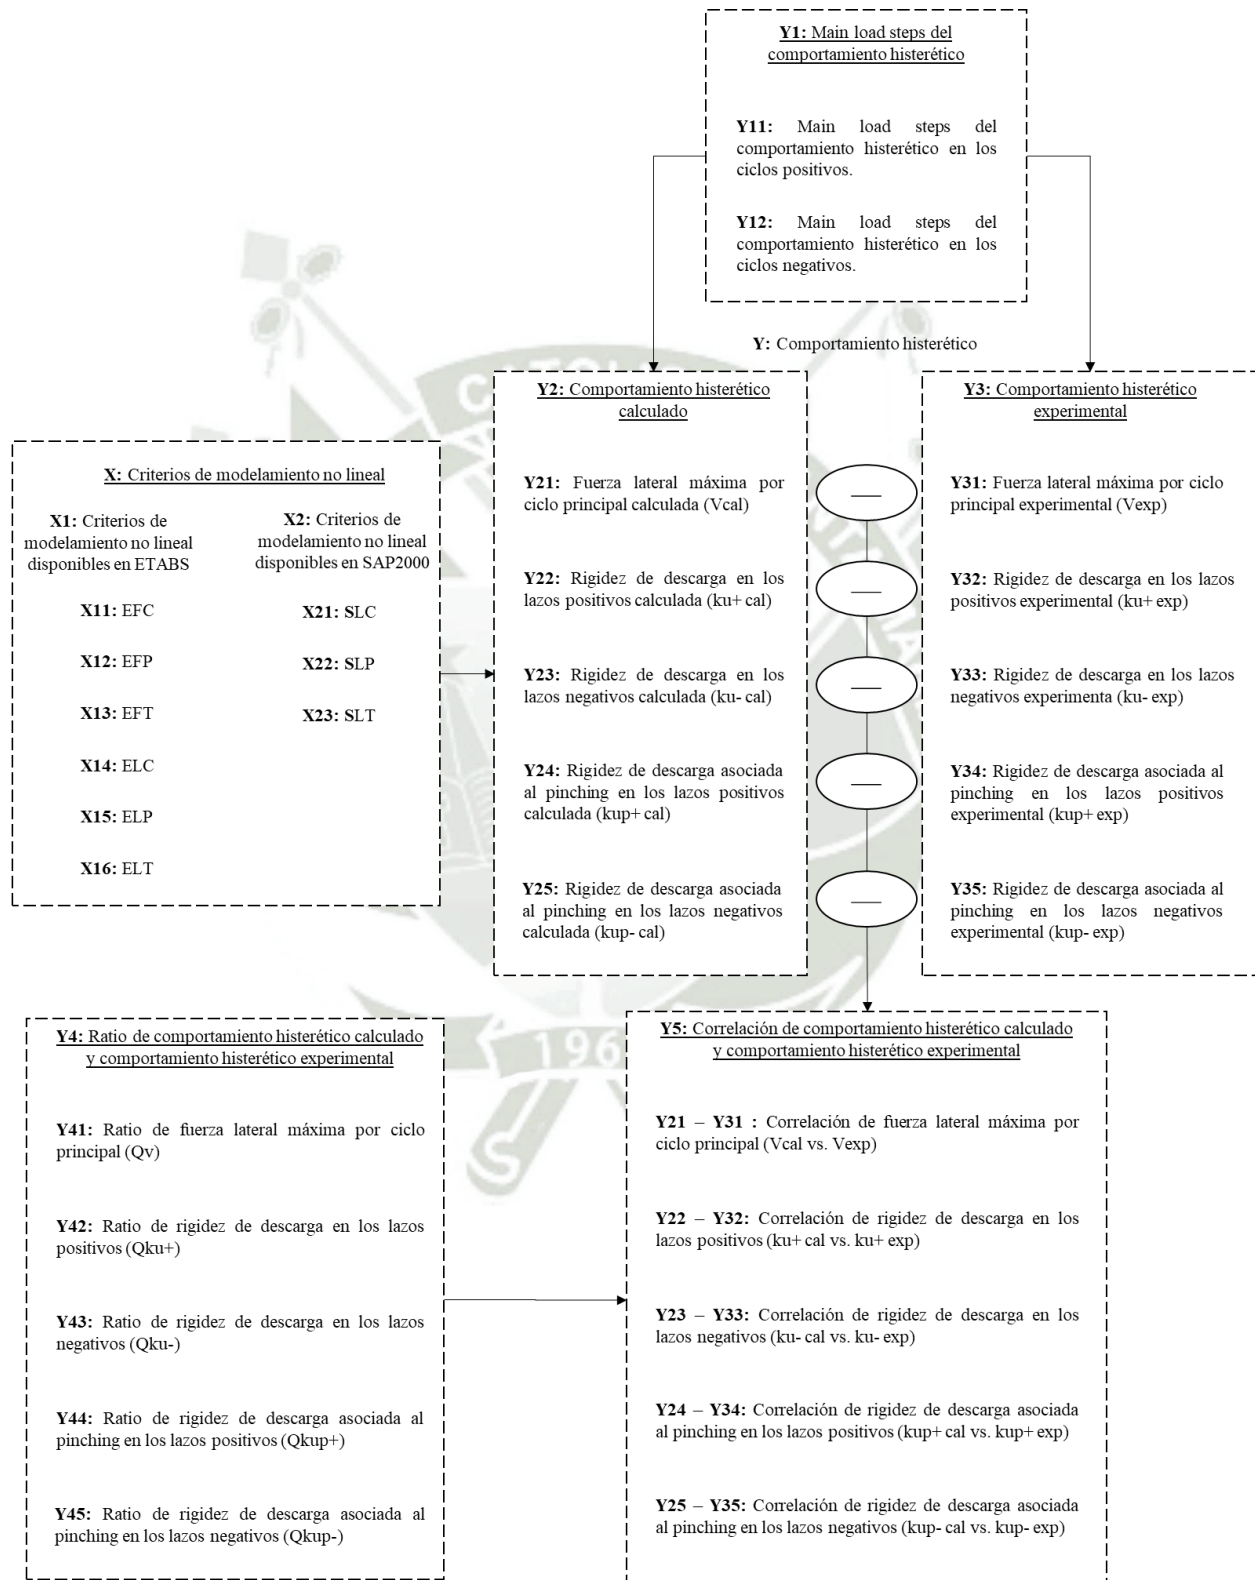 Y1: Main load steps del
comportamiento histerético
Y11: Main load steps del
comportamiento histerético en los
ciclos positivos.
Y12: Main load steps del
comportamiento histerético en los
ciclos negativos.
Y: Comportamiento histerético
X: Criterios de modelamiento no lineal
X1: Criterios de
modelamiento no lineal
disponibles en ETABS
X11: EFC
X12: EFP
X13: EFT
X14: ELC
X15: ELP
X16: ELT
X2: Criterios de
modelamiento no lineal
disponibles en SAP2000
X21: SLC
X22: SLP
X23: SLT
Y2: Comportamiento histerético
calculado
Y21: Fuerza lateral máxima por
ciclo principal calculada (Vcal)
Y22: Rigidez de descarga en los
lazos positivos calculada (ku+ cal)
Y23: Rigidez de descarga en los
lazos negativos calculada (ku- cal)
Y24: Rigidez de descarga asociada
al pinching en los lazos positivos
calculada (kup+ cal)
Y25: Rigidez de descarga asociada
al pinching en los lazos negativos
calculada (kup- cal)
Y3: Comportamiento histerético
experimental
Y31: Fuerza lateral máxima por ciclo
principal experimental (Vexp)
Y32: Rigidez de descarga en los lazos
positivos experimental (ku+ exp)
Y33: Rigidez de descarga en los lazos
negativos experimenta (ku- exp)
Y34: Rigidez de descarga asociada al
pinching en los lazos positivos
experimental (kup+ exp)
Y35: Rigidez de descarga asociada al
pinching en los lazos negativos
experimental (kup- exp)
Y4: Ratio de comportamiento histerético calculado
y comportamiento histerético experimental
Y41: Ratio de fuerza lateral máxima por ciclo
principal (Qv)
Y42: Ratio de rigidez de descarga en los lazos
positivos (Qku+)
Y43: Ratio de rigidez de descarga en los lazos
negativos (Qku-)
Y44: Ratio de rigidez de descarga asociada al
pinching en los lazos positivos (Qkup+)
Y45: Ratio de rigidez de descarga asociada al
pinching en los lazos negativos (Qkup-)
Y5: Correlación de comportamiento histerético calculado
y comportamiento histerético experimental
Y21 – Y31 : Correlación de fuerza lateral máxima por
ciclo principal (Vcal vs. Vexp)
Y22 – Y32: Correlación de rigidez de descarga en los
lazos positivos (ku+ cal vs. ku+ exp)
Y23 – Y33: Correlación de rigidez de descarga en los
lazos negativos (ku- cal vs. ku- exp)
Y24 – Y34: Correlación de rigidez de descarga asociada
al pinching en los lazos positivos (kup+ cal vs. kup+ exp)
Y25 – Y35: Correlación de rigidez de descarga asociada
al pinching en los lazos negativos (kup- cal vs. kup- exp)